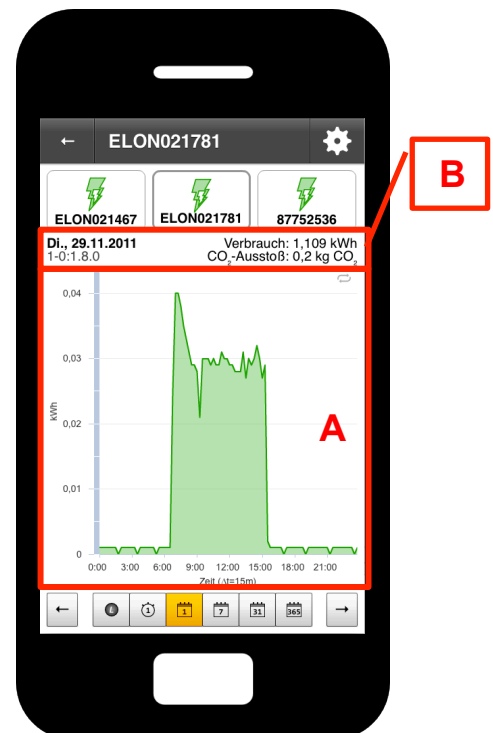 ← ELON021781
ELON021467 ELON021781 87752536
B
Di., 29.11.2011 Verbrauch: 1,109 kWh
1-0:1.8.0 CO2-Ausstoß: 0,2 kg CO2
0,04
0,03
kWh
0,02
A
0,01
0
0:00 3:00 6:00 9:00 12:00 15:00 18:00 21:00
Zeit (Δt=15m)
← L 1 1 7 31 365 →